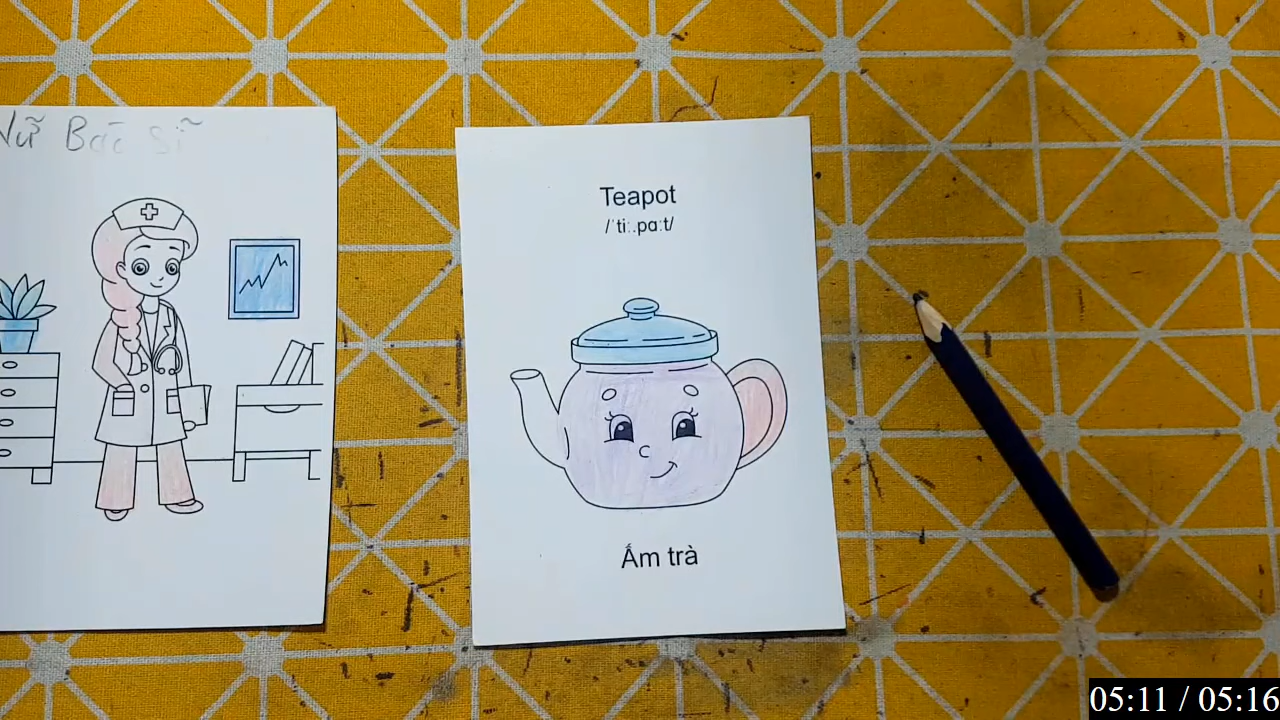 Nữ Bác sĩ
Teapot
/ˈtiː.pɑːt/
Ấm trà
05:11 / 05:16